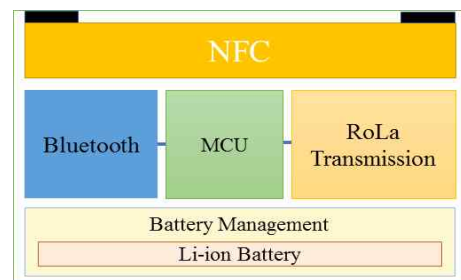 NFC
Bluetooth
MCU
RoLa
Transmission
Battery Management
Li-ion Battery